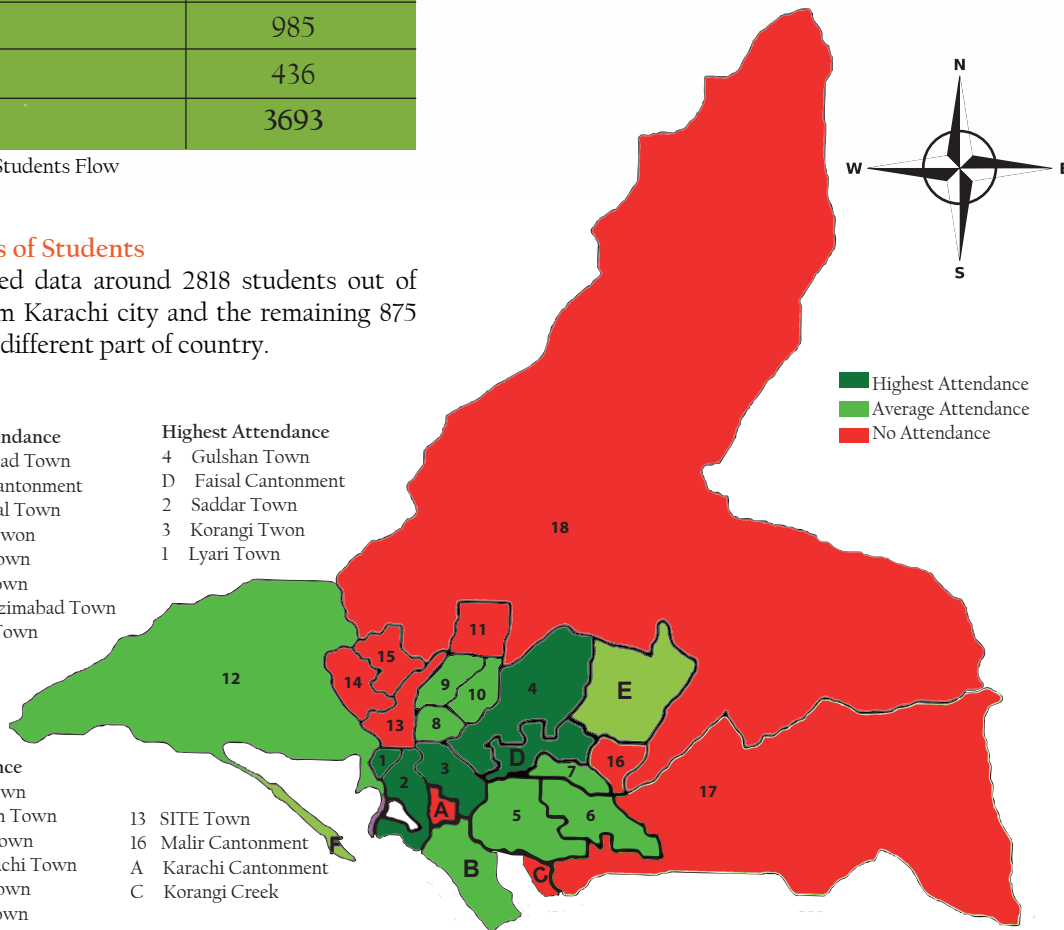 985
436
3693
Students Flow
s of Students
ed data around 2818 students out of
m Karachi city and the remaining 875
different part of country.
ndance
ad Town
antonment
al Town
won
own
own
zimabad Town
Town
Highest Attendance
4 Gulshan Town
D Faisal Cantonment
2 Saddar Town
3 Korangi Twon
1 Lyari Town
nce
wn
n Town
own
chi Town
own
own
13 SITE Town
16 Malir Cantonment
A Karachi Cantonment
C Korangi Creek
N
W
E
S
Highest Attendance
Average Attendance
No Attendance
18
11
15
14
12
9
10
4
E
13
8
1
2
3
D
7
16
17
A
5
6
F
B
C